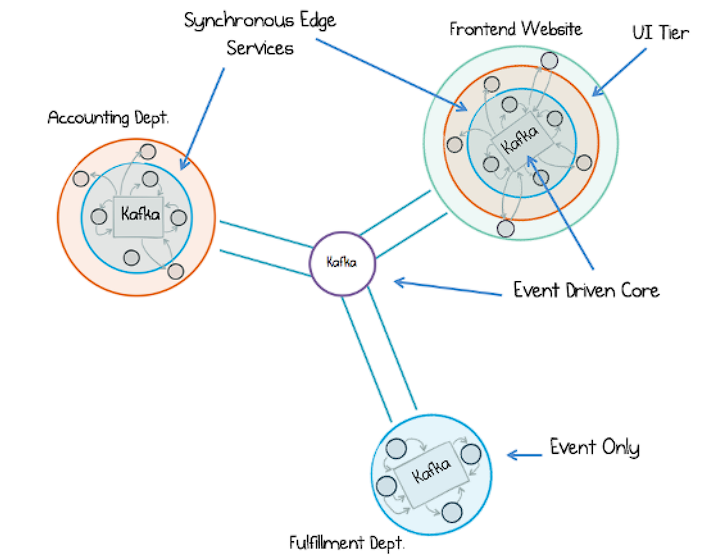 Synchronous Edge
Services
Frontend Website
UI Tier
Accounting Dept.
Kafka
Kafka
Kafka
Event Driven Core
Event Only
Kafka
Fulfillment Dept.